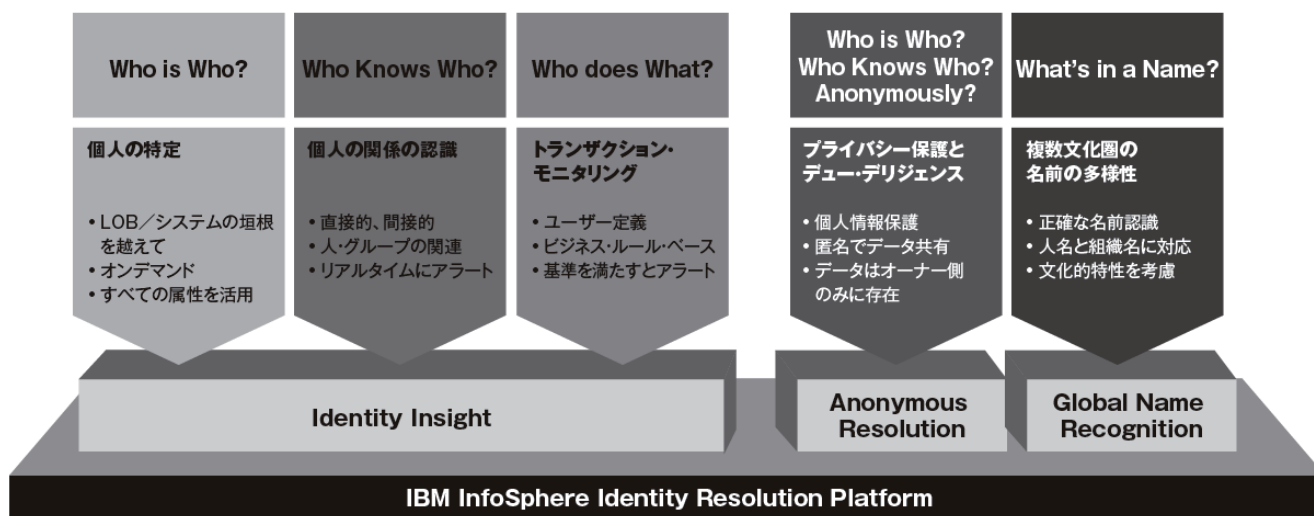 Who is Who?
個人の特定
• LOB／システムの垣根
を越えて
• オンデマンド
• すべての属性を活用
Who Knows Who?
個人の関係の認識
• 直接的、間接的
• 人・グループの関連
• リアルタイムにアラート
Who does What?
トランザクション・
モニタリング
• ユーザー定義
• ビジネス・ルール・ベース
• 基準を満たすとアラート
Who is Who?
Who Knows Who?
Anonymously?
プライバシー保護と
デュー・デリジェンス
• 個人情報保護
• 匿名でデータ共有
• データはオーナー側
のみに存在
What's in a Name?
複数文化圏の
名前の多様性
• 正確な名前認識
• 人名と組織名に対応
• 文化的特性を考慮
Identity Insight
Anonymous
Resolution
Global Name
Recognition
IBM InfoSphere Identity Resolution Platform